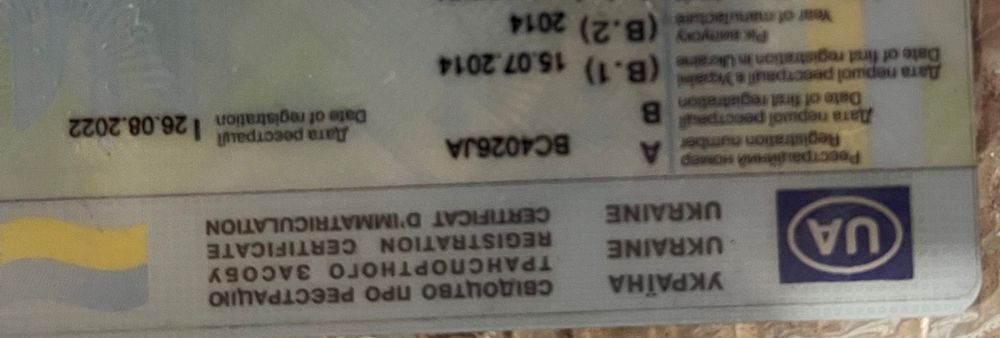 UA
УКРАЇНА СВІДОЦТВО ПРО РЕЄСТРАЦІЮ
ТРАНСПОРТНОГО ЗАСОБУ
UKRAINE REGISTRATION CERTIFICATE
UKRAINE CERTIFICAT D'IMMATRICULATION
Реєстраційний номер
Registration number A BC4026JA
Дата реєстрації
Date of registration I 26.08.2022
Дата першої реєстрації
Date of first registration B
Дата першої реєстрації в Україні
Date of first registration in Ukraine (B.1) 15.07.2014
Рік випуску
Year of manufacture (B.2) 2014